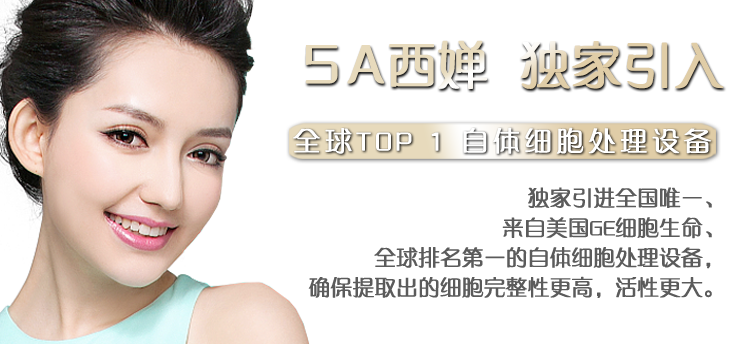 5A西婵 独家引入
全球TOP 1 自体细胞处理设备
独家引进全国唯一、
来自美国GE细胞生命、
全球排名第一的自体细胞处理设备，
确保提取出的细胞完整性更高，活性更大。